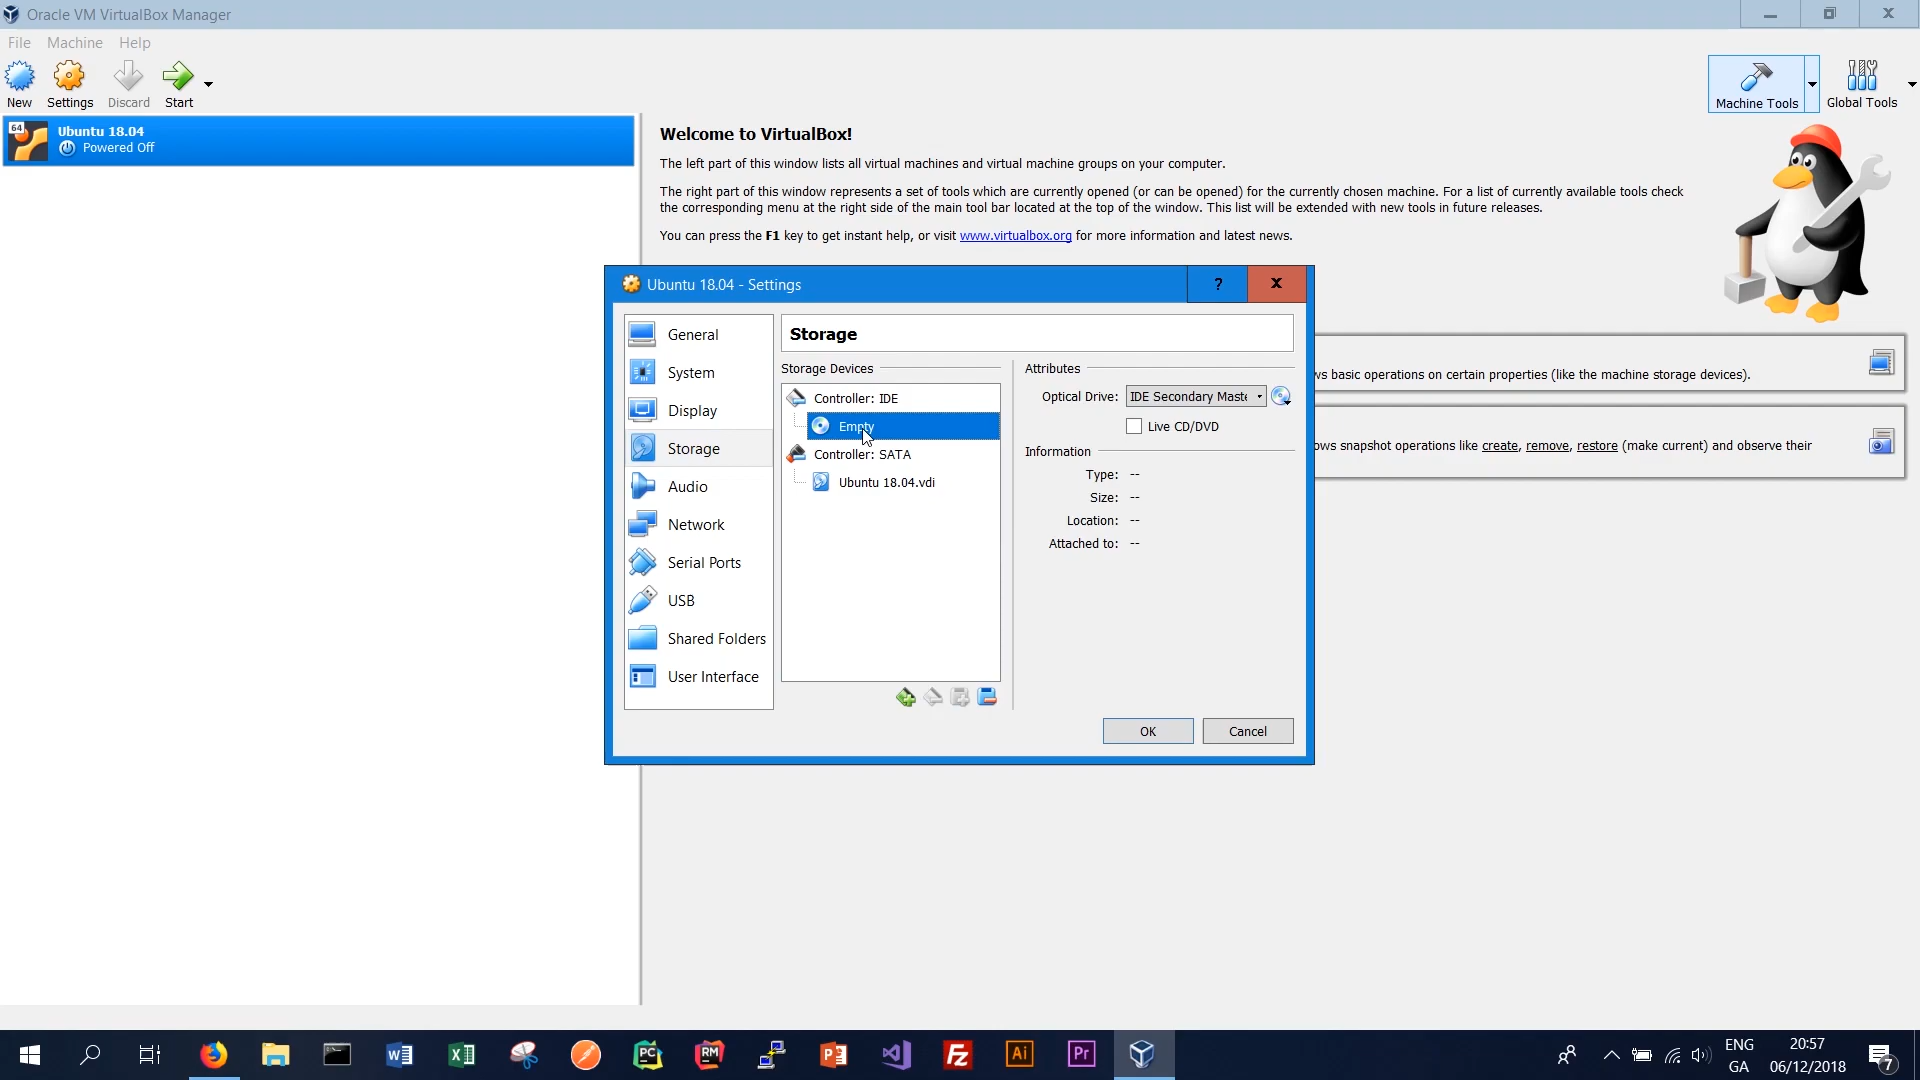 Oracle VM VirtualBox Manager
File Machine Help
New Settings Discard Start
Machine Tools Global Tools
64
Ubuntu 18.04
Powered Off
Welcome to VirtualBox!
The left part of this window lists all virtual machines and virtual machine groups on your computer.
The right part of this window represents a set of tools which are currently opened (or can be opened) for the currently chosen machine. For a list of currently available tools check
the corresponding menu at the right side of the main tool bar located at the top of the window. This list will be extended with new tools in future releases.
You can press the F1 key to get instant help, or visit www.virtualbox.org for more information and latest news.
Ubuntu 18.04 - Settings
? x
General
System
Display
Storage
Audio
Network
Serial Ports
USB
Shared Folders
User Interface
Storage
Storage Devices
Controller: IDE
Empty
Controller: SATA
Ubuntu 18.04.vdi
Attributes
Optical Drive: IDE Secondary Maste
Live CD/DVD
Information
Type: --
Size: --
Location: --
Attached to: --
OK Cancel
ws basic operations on certain properties (like the machine storage devices).
ows snapshot operations like create, remove, restore (make current) and observe their
PC RM Fz Ai Pr
ENG
GA
20:57
06/12/2018
7